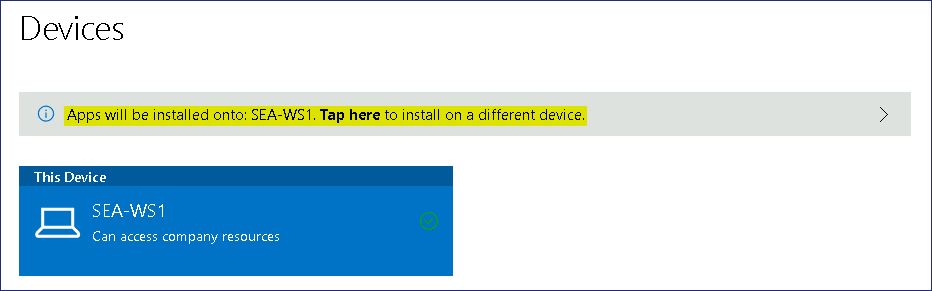 Devices
Apps will be installed onto: SEA-WS1. Tap here to install on a different device.
This Device
SEA-WS1
Can access company resources